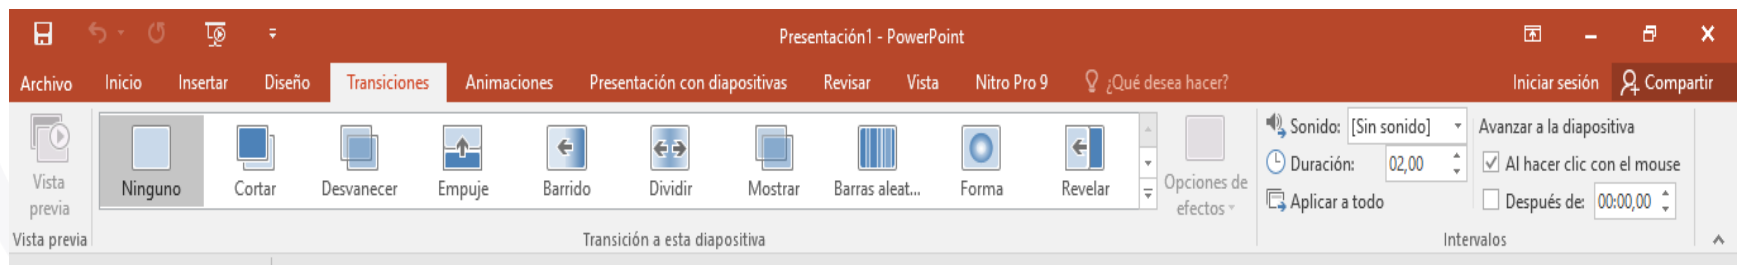 Presentación1 - PowerPoint
Archivo Inicio Insertar Diseño Transiciones Animaciones Presentación con diapositivas Revisar Vista Nitro Pro 9 ¿Qué desea hacer? Iniciar sesión Compartir
Vista previa
Ninguno Cortar Desvanecer Empuje Barrido Dividir Mostrar Barras aleat... Forma Revelar
Opciones de efectos
Sonido: [Sin sonido]
Duración: 02,00
Aplicar a todo
Avanzar a la diapositiva
Al hacer clic con el mouse
Después de: 00:00,00
Vista previa Transición a esta diapositiva Intervalos